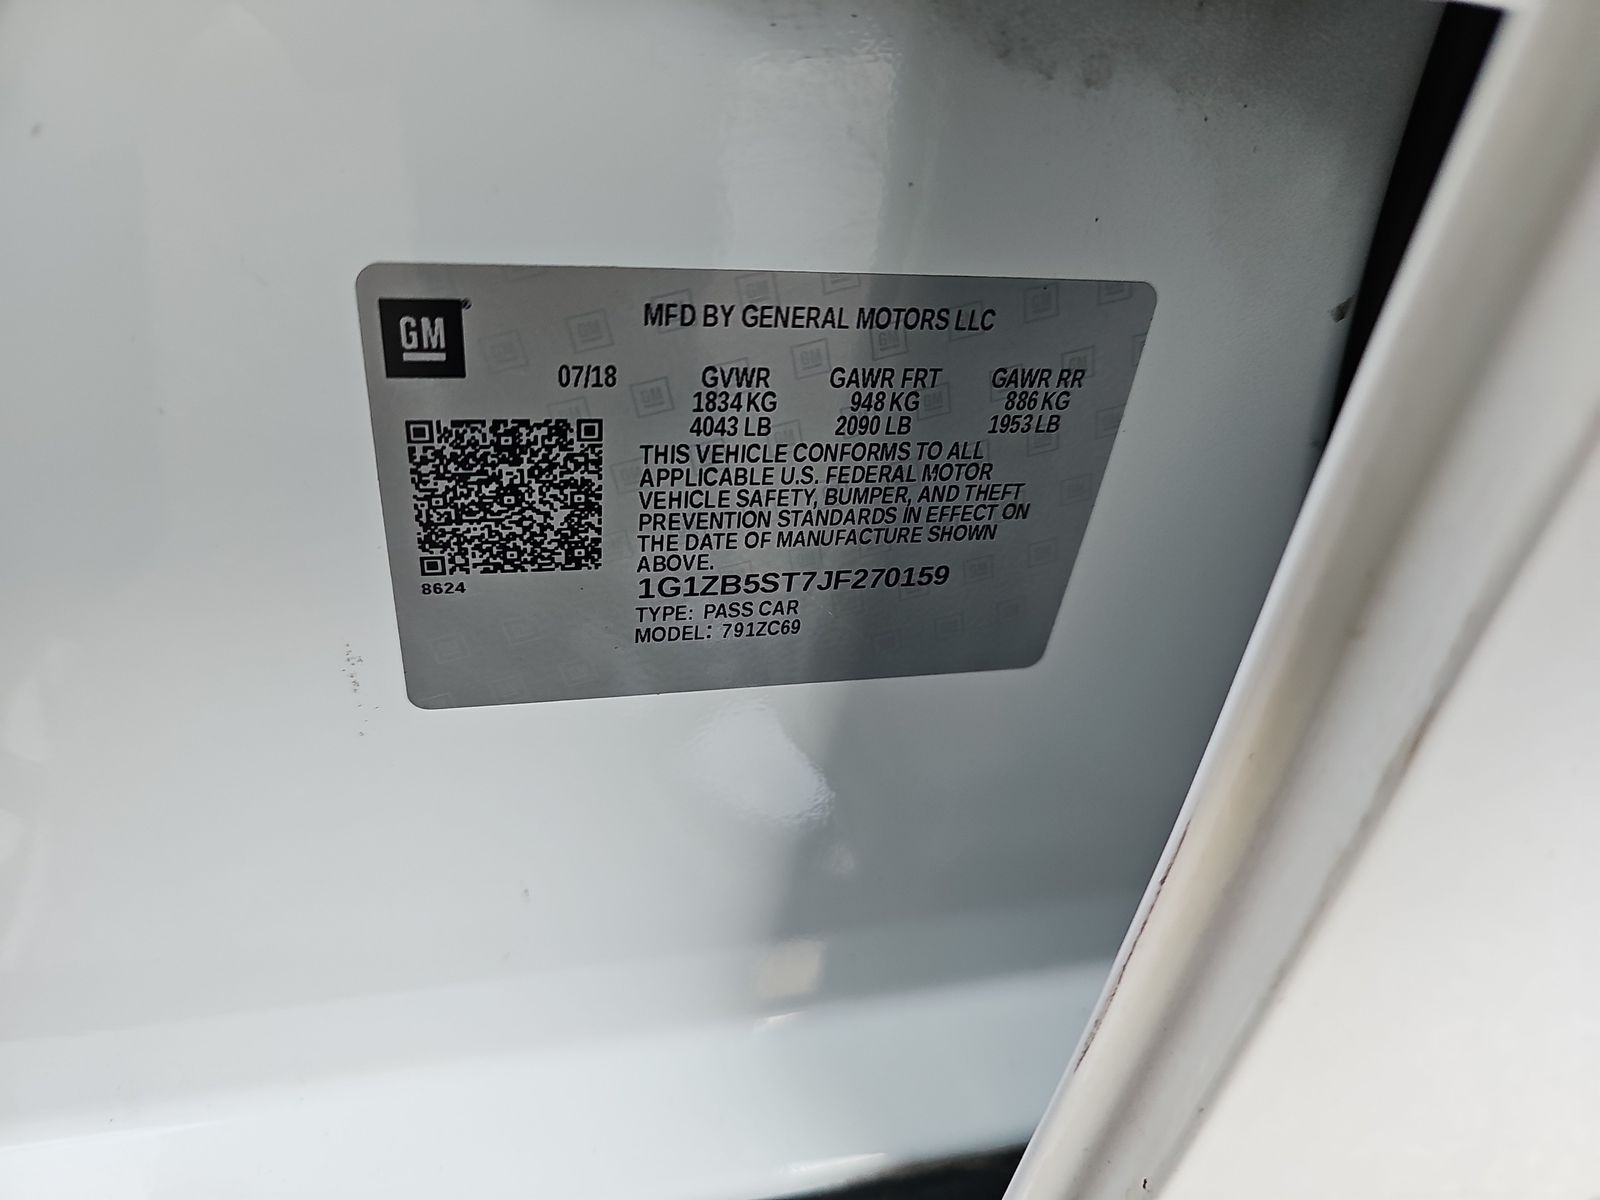 GM
MFD BY GENERAL MOTORS LLC
07/18 GVWR GAWR FRT GAWR RR
1834 KG 948 KG 886 KG
4043 LB 2090 LB 1953 LB
THIS VEHICLE CONFORMS TO ALL
APPLICABLE U.S. FEDERAL MOTOR
VEHICLE SAFETY, BUMPER, AND THEFT
PREVENTION STANDARDS IN EFFECT ON
THE DATE OF MANUFACTURE SHOWN
ABOVE.
8624
1G1ZB5ST7JF270159
TYPE: PASS CAR
MODEL: 791ZC69